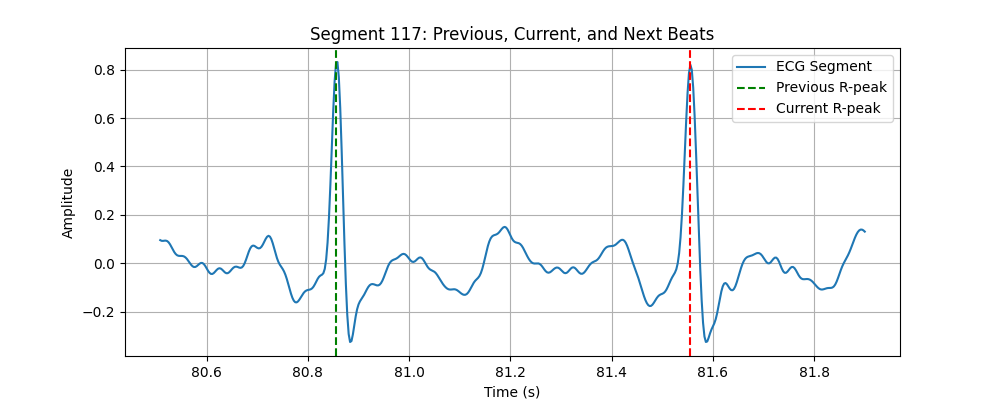 Segment 117: Previous, Current, and Next Beats
ECG Segment
Previous R-peak
Current R-peak
Amplitude
0.8
0.6
0.4
0.2
0.0
−0.2
80.6 80.8 81.0 81.2 81.4 81.6 81.8
Time (s)